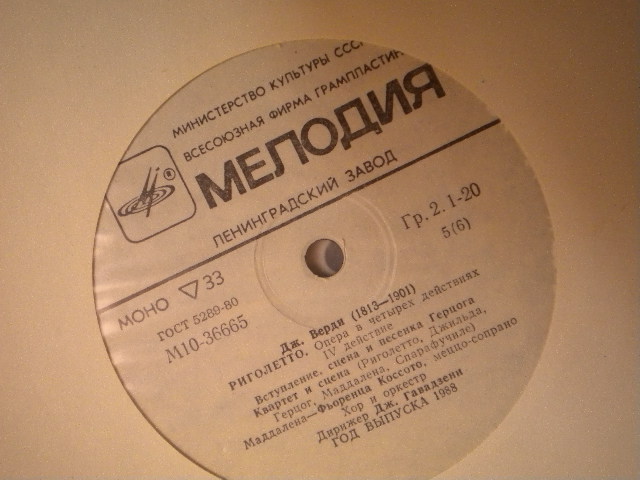 МИНИСТЕРСТВО КУЛЬТУРЫ СССР
ВСЕСОЮЗНАЯ ФИРМА ГРАМПЛАСТИН
МЕЛОДИЯ
®
ЛЕНИНГРАДСКИЙ ЗАВОД
Гр. 2. 1-20
5(6)
МОНО ▽ 33
ГОСТ 5289-80
М10-36665
Дж. Верди (1813—1901)
РИГОЛЕТТО. Опера в четырех действиях
IV действие
Вступление, сцена и песенка Герцога
Квартет и сцена (Риголетто, Джильда,
Герцог, Маддалена, Спарафучиле)
Маддалена—Фьоренца Коссото, меццо-сопрано
Хор и оркестр
Дирижер Дж. Гавадзени
ГОД ВЫПУСКА 1988